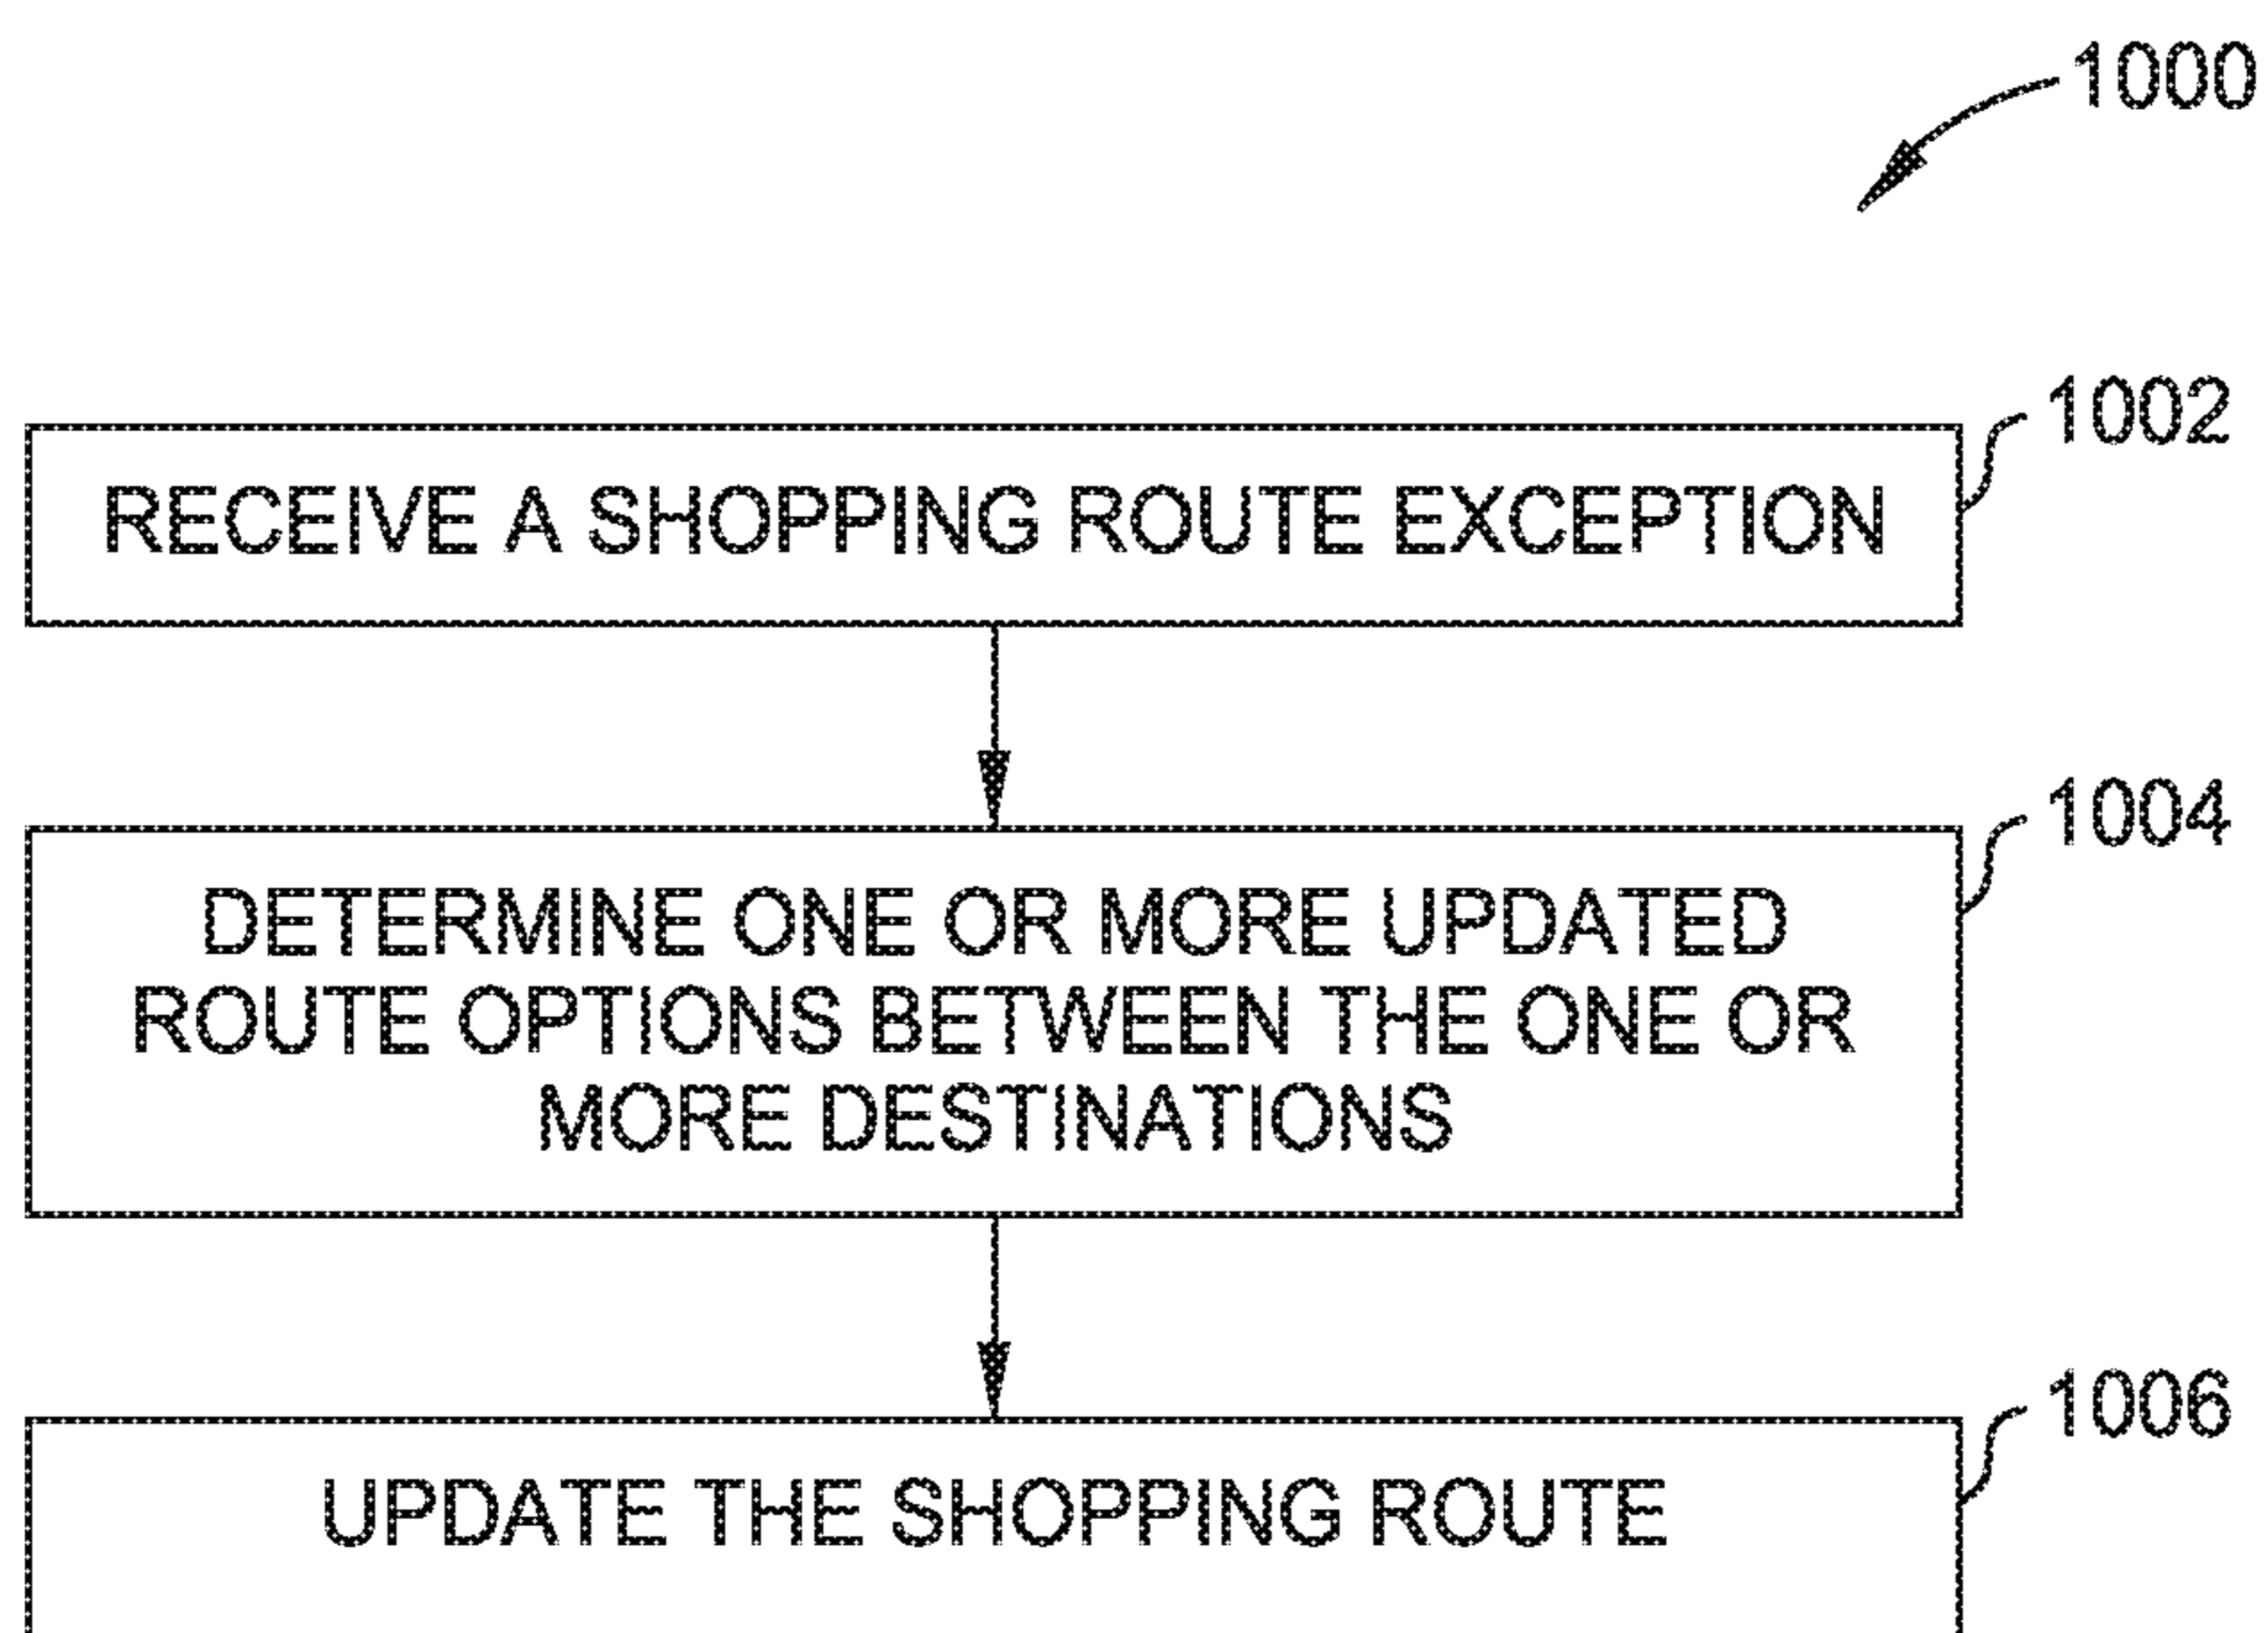 1000
1002
RECEIVE A SHOPPING ROUTE EXCEPTION
1004
DETERMINE ONE OR MORE UPDATED
ROUTE OPTIONS BETWEEN THE ONE OR
MORE DESTINATIONS
1006
UPDATE THE SHOPPING ROUTE